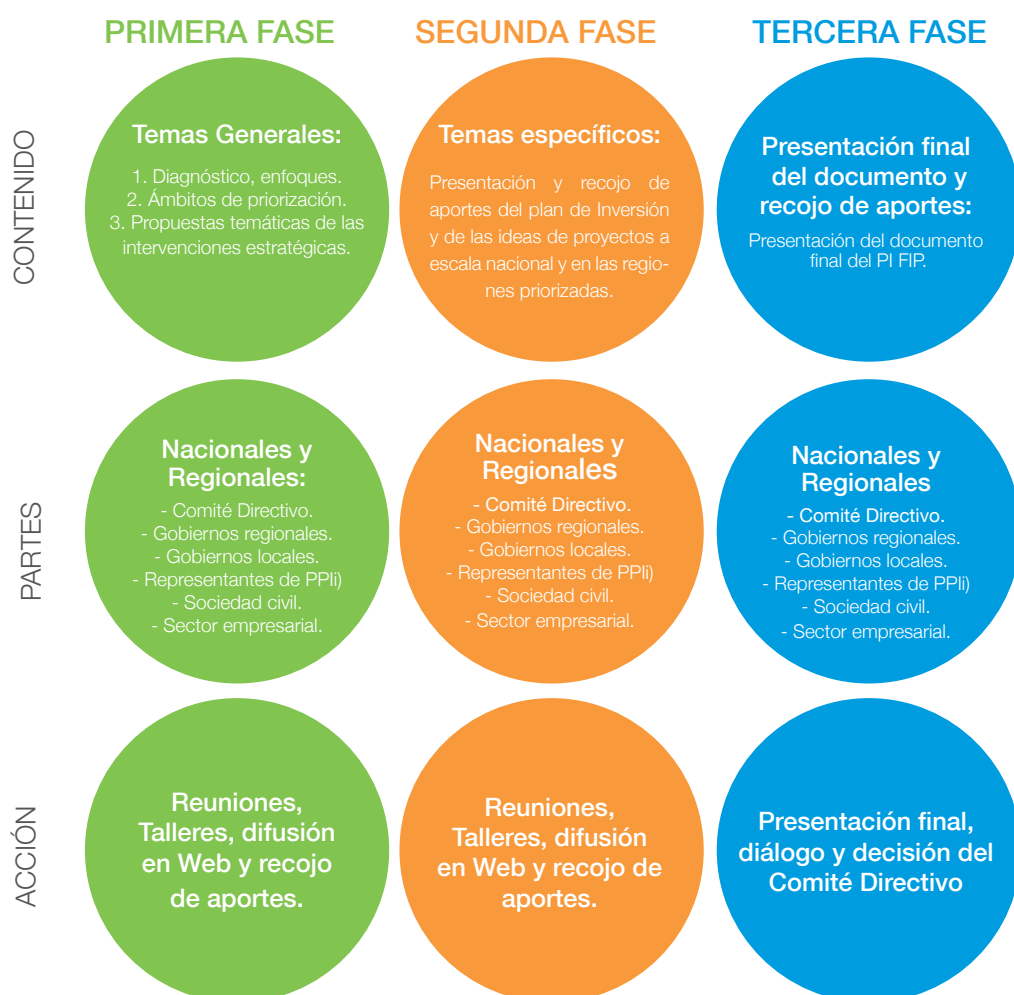 PRIMERA FASE
SEGUNDA FASE
TERCERA FASE
CONTENIDO
Temas Generales:
1. Diagnóstico, enfoques.
2. Ámbitos de priorización.
3. Propuestas temáticas de las
intervenciones estratégicas.
Temas específicos:
Presentación y recojo de
aportes del plan de Inversión
y de las ideas de proyectos a
escala nacional y en las regio-
nes priorizadas.
Presentación final
del documento y
recojo de aportes:
Presentación del documento
final del PI FIP.
PARTES
Nacionales y
Regionales:
- Comité Directivo.
- Gobiernos regionales.
- Gobiernos locales.
- Representantes de PPIi)
- Sociedad civil.
- Sector empresarial.
Nacionales y
Regionales
- Comité Directivo.
- Gobiernos regionales.
- Gobiernos locales.
- Representantes de PPIi)
- Sociedad civil.
- Sector empresarial.
Nacionales y
Regionales
- Comité Directivo.
- Gobiernos regionales.
- Gobiernos locales.
- Representantes de PPIi)
- Sociedad civil.
- Sector empresarial.
ACCIÓN
Reuniones,
Talleres, difusión
en Web y recojo
de aportes.
Reuniones,
Talleres, difusión
en Web y recojo de
aportes.
Presentación final,
diálogo y decisión del
Comité Directivo